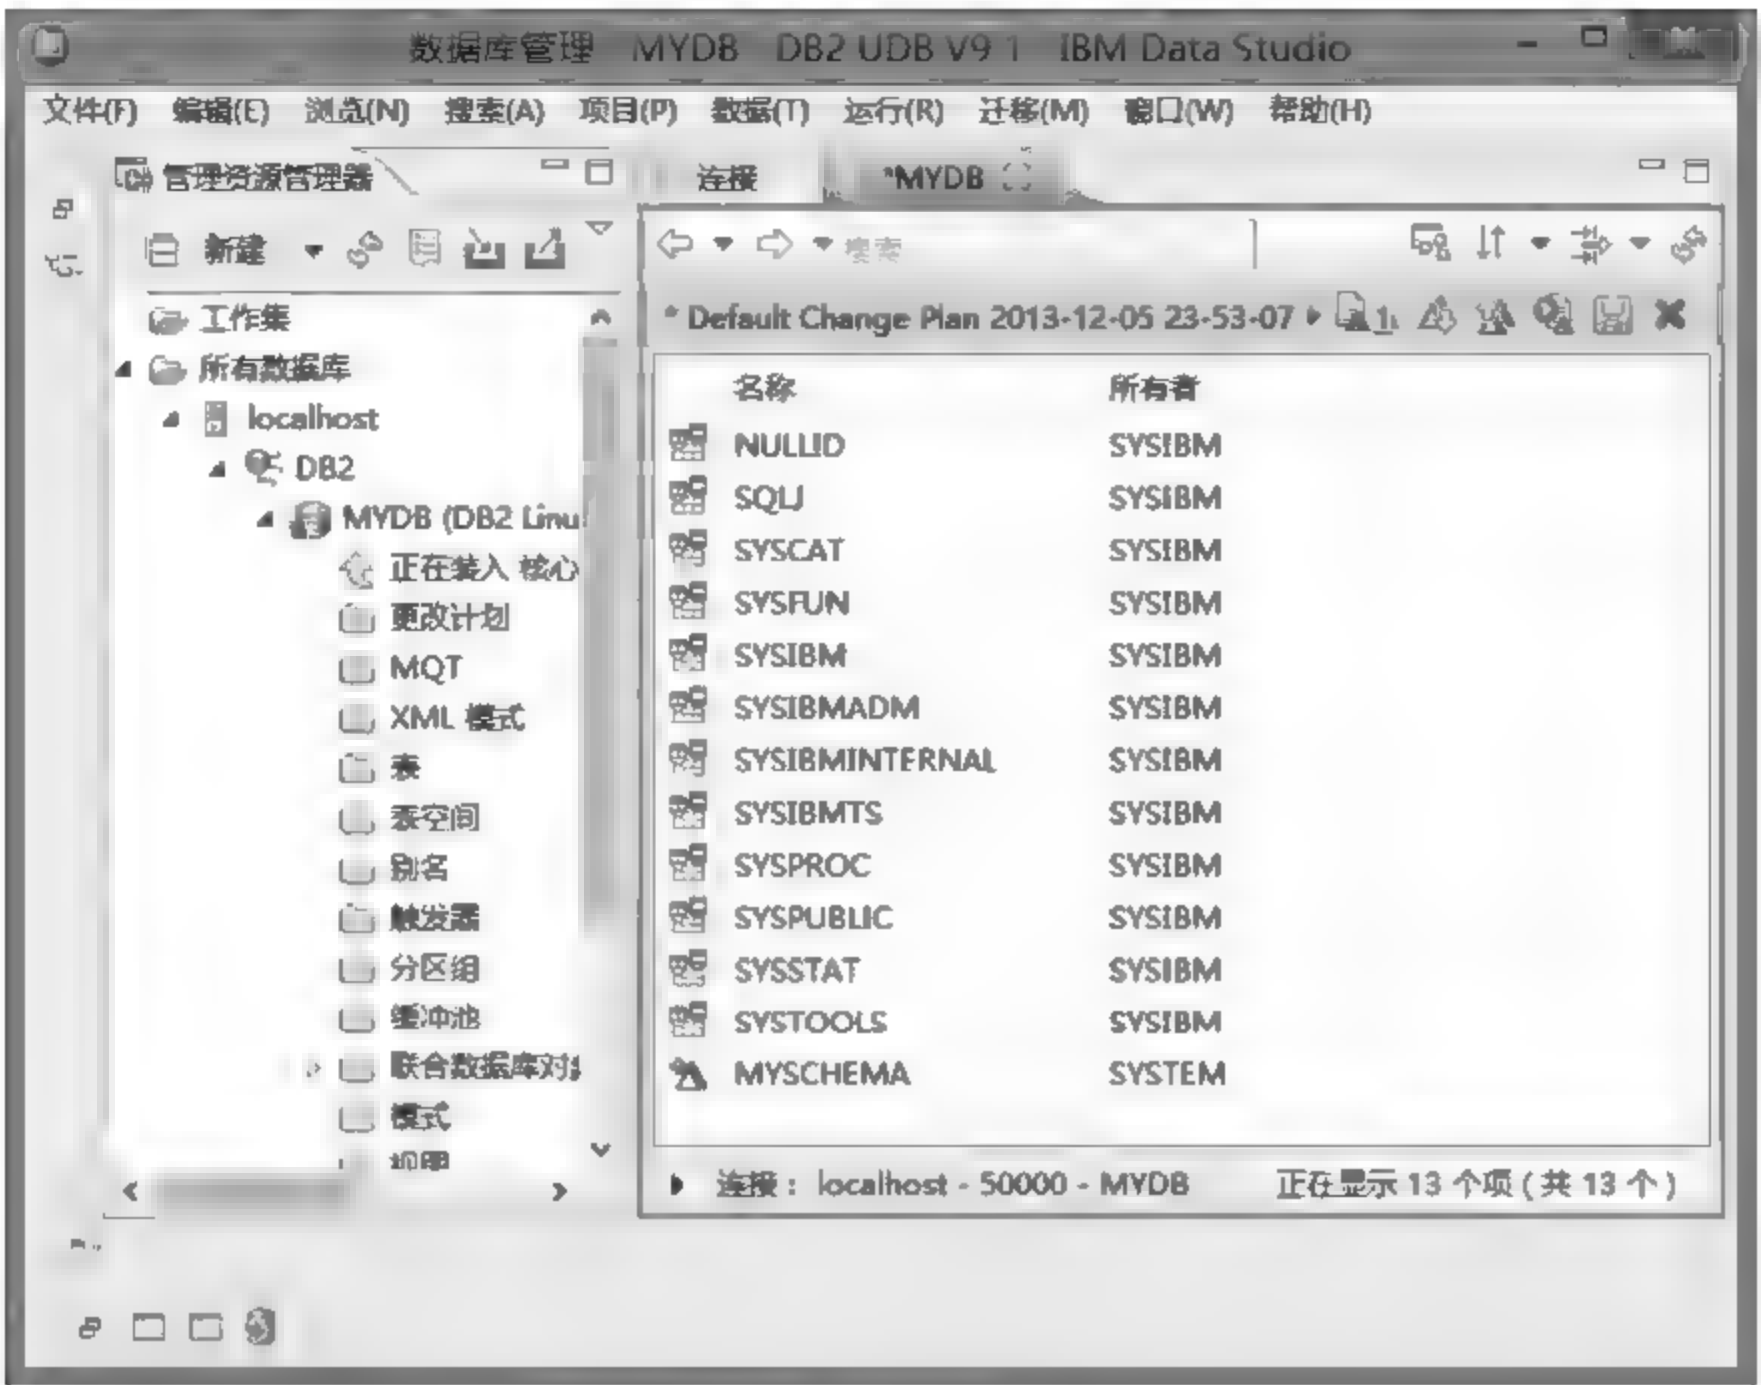 数据库管理 MYDB DB2 UDB V9 1 IBM Data Studio
文件(F) 编辑(E) 浏览(N) 搜索(A) 项目(P) 数据(T) 运行(R) 迁移(M) 窗口(W) 帮助(H)
管理资源管理器
新建
工作集
所有数据库
localhost
DB2
MYDB (DB2 Linu
正在装入 核心
更改计划
MQT
XML 模式
表
表空间
别名
触发器
分区组
缓冲池
联合数据库对
模式
连接 *MYDB
搜索
* Default Change Plan 2013-12-05 23-53-07
名称 所有者
NULLID SYSIBM
SQLJ SYSIBM
SYSCAT SYSIBM
SYSFUN SYSIBM
SYSIBM SYSIBM
SYSIBMADM SYSIBM
SYSIBMINTERNAL SYSIBM
SYSIBMTS SYSIBM
SYSPROC SYSIBM
SYSPUBLIC SYSIBM
SYSSTAT SYSIBM
SYSTOOLS SYSIBM
MYSCHEMA SYSTEM
连接： localhost - 50000 - MYDB 正在显示 13 个项 ( 共 13 个 )